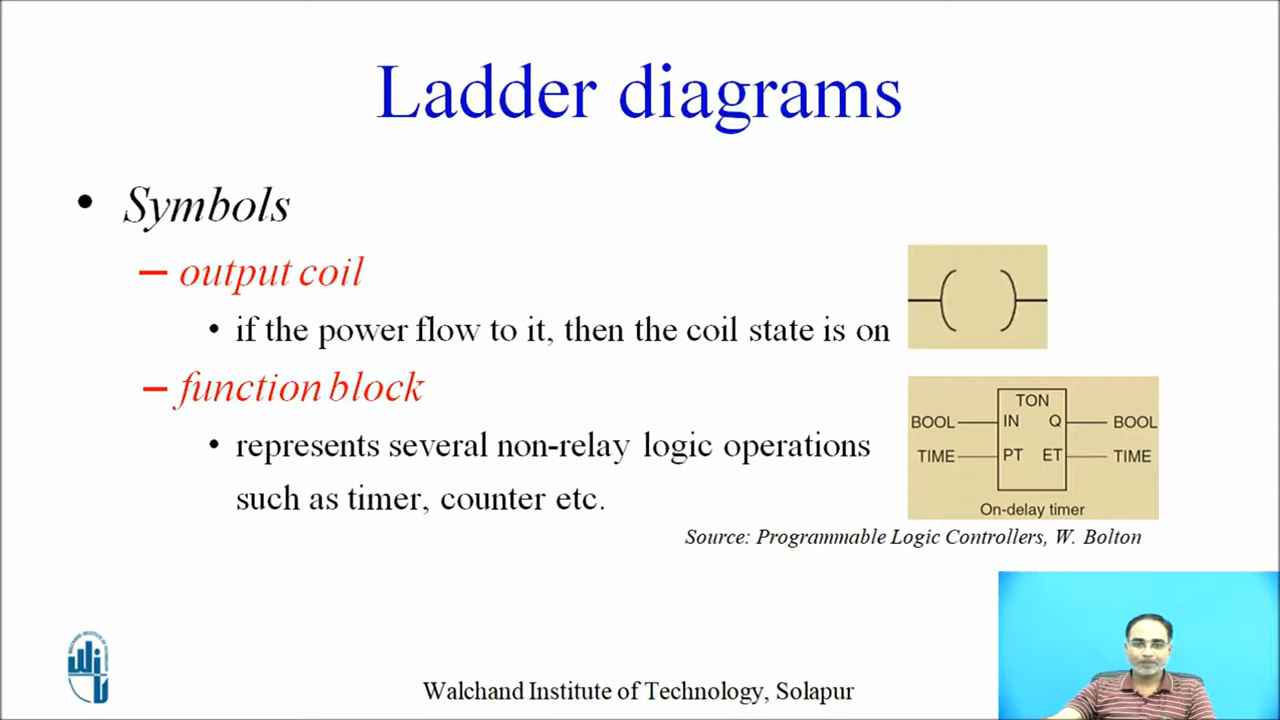 Ladder diagrams
• Symbols
– output coil
• if the power flow to it, then the coil state is on
– function block
• represents several non-relay logic operations
such as timer, counter etc.
TON
BOOL IN Q BOOL
TIME PT ET TIME
On-delay timer
Source: Programmable Logic Controllers, W. Bolton
Walchand Institute of Technology, Solapur